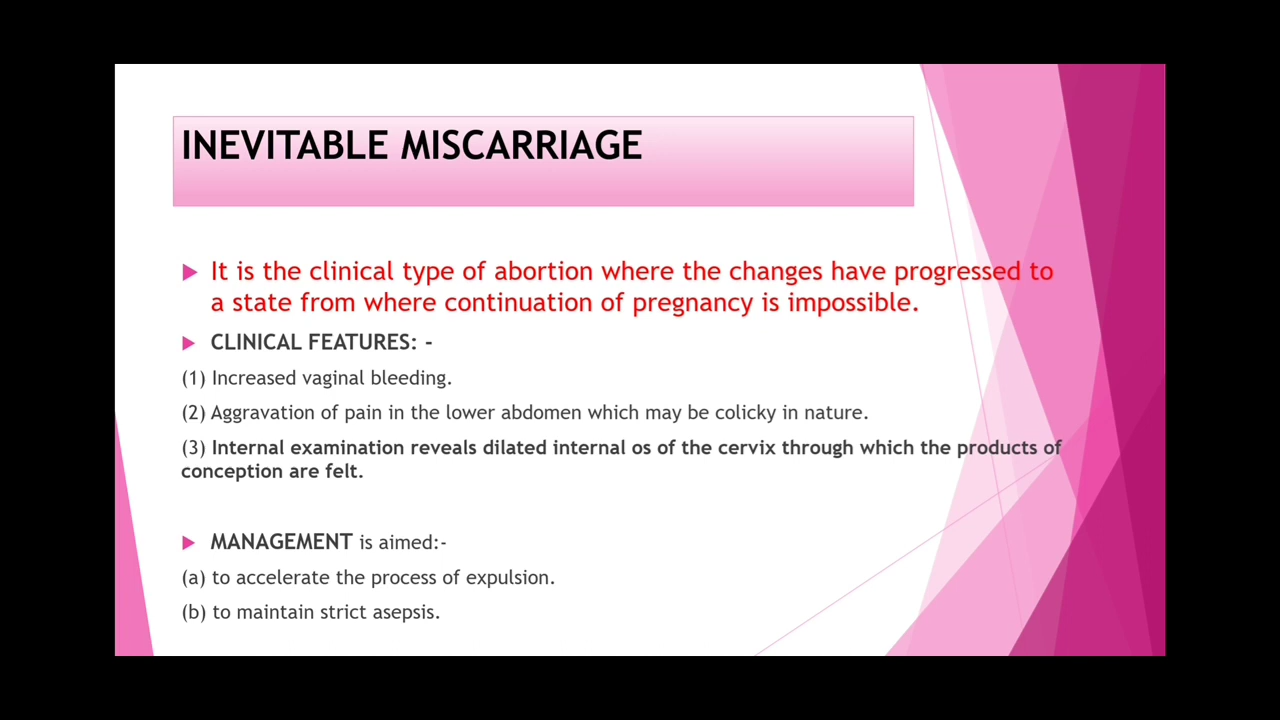 INEVITABLE MISCARRIAGE
It is the clinical type of abortion where the changes have progressed to
a state from where continuation of pregnancy is impossible.
CLINICAL FEATURES: -
(1) Increased vaginal bleeding.
(2) Aggravation of pain in the lower abdomen which may be colicky in nature.
(3) Internal examination reveals dilated internal os of the cervix through which the products of
conception are felt.
MANAGEMENT is aimed:-
(a) to accelerate the process of expulsion.
(b) to maintain strict asepsis.